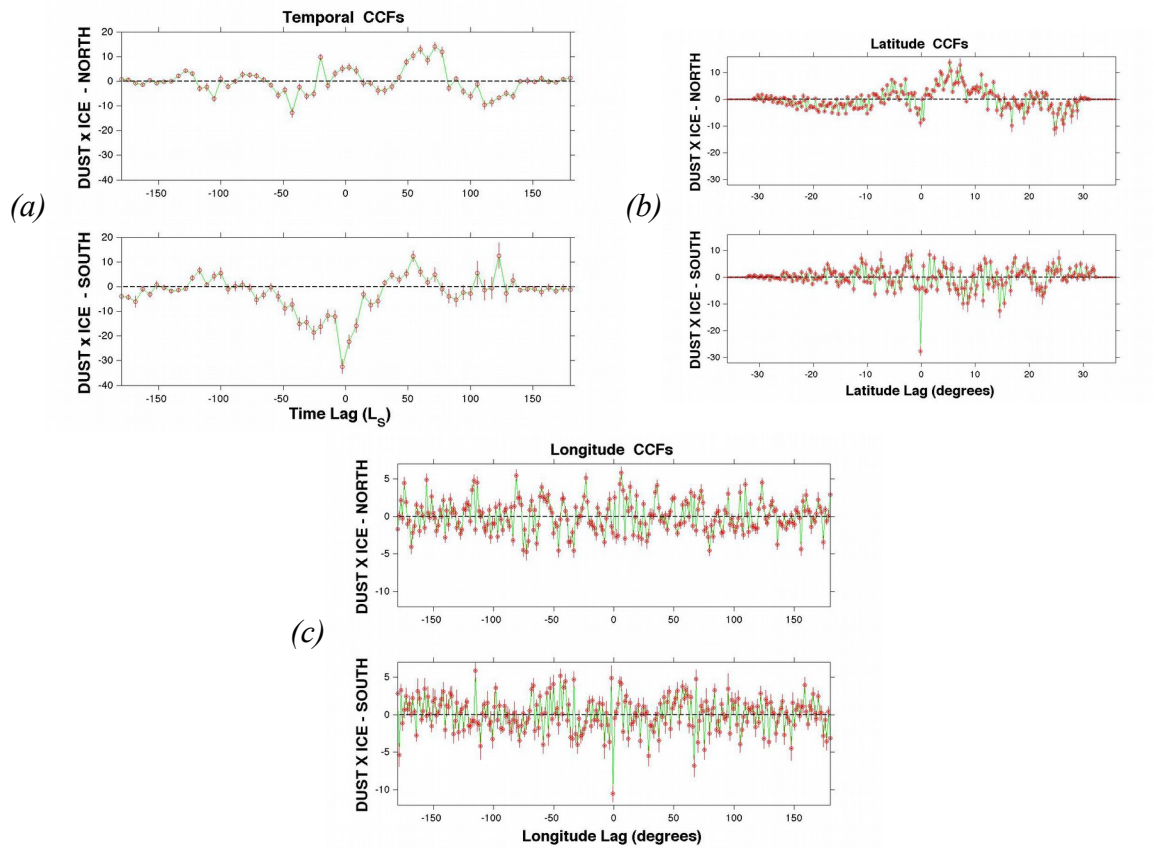 Temporal CCFs
DUST x ICE - NORTH
20
10
0
-10
-20
-30
-40
-150 -100 -50 0 50 100 150
(a)
DUST x ICE - SOUTH
20
10
0
-10
-20
-30
-40
-150 -100 -50 0 50 100 150
Time Lag (LS)
Latitude CCFs
DUST X ICE - NORTH
10
0
-10
-20
-30
-30 -20 -10 0 10 20 30
(b)
DUST X ICE - SOUTH
10
0
-10
-20
-30
-30 -20 -10 0 10 20 30
Latitude Lag (degrees)
Longitude CCFs
DUST X ICE - NORTH
5
0
-5
-10
-150 -100 -50 0 50 100 150
(c)
DUST X ICE - SOUTH
5
0
-5
-10
-150 -100 -50 0 50 100 150
Longitude Lag (degrees)